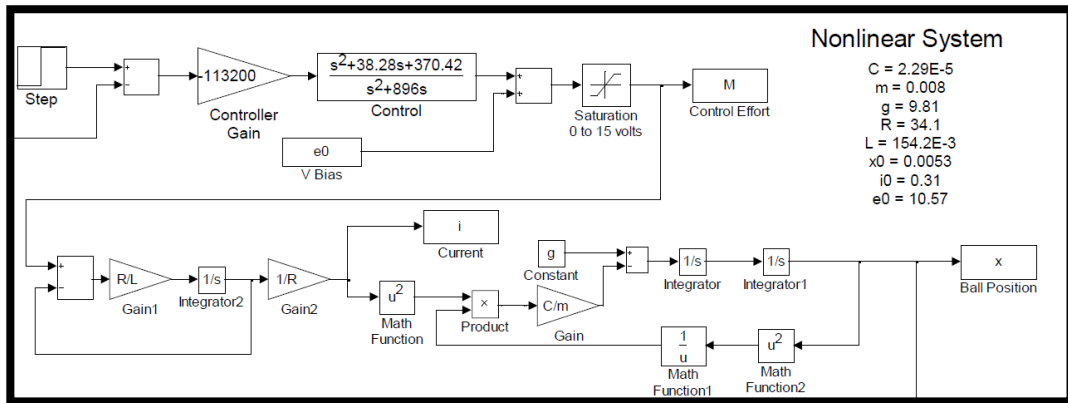 Nonlinear System
C = 2.29E-5
m = 0.008
g = 9.81
R = 34.1
L = 154.2E-3
x0 = 0.0053
i0 = 0.31
e0 = 10.57
Step
+
−
-113200
Controller
Gain
s²+38.28s+370.42
s²+896s
Control
e0
V Bias
+
+
Saturation
0 to 15 volts
M
Control Effort
+
−
R/L
Gain1
1/s
Integrator2
1/R
Gain2
i
Current
u²
Math
Function
×
Product
C/m
Gain
g
Constant
+
−
1/s
Integrator
1/s
Integrator1
x
Ball Position
1
u
Math
Function1
u²
Math
Function2